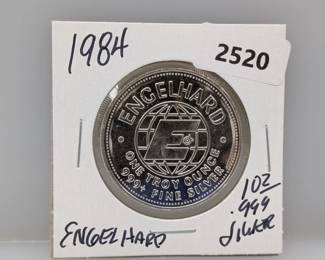 1984
2520
ENGELHARD
E
ONE TROY OUNCE
999+ FINE SILVER
1OZ
.999
SILVER
ENGELHARD